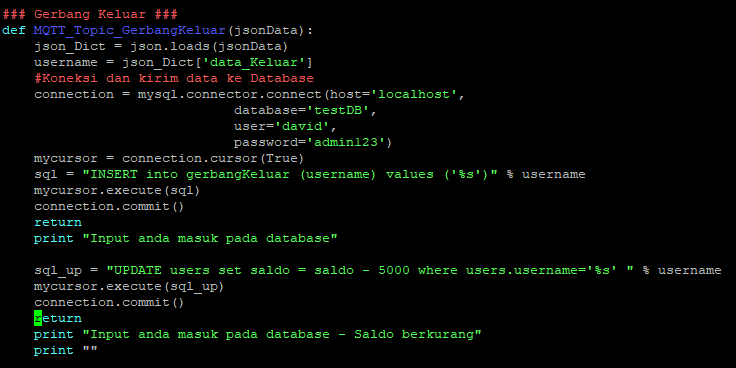 ### Gerbang Keluar ###
def MQTT_Topic_GerbangKeluar(jsonData):
    json_Dict = json.loads(jsonData)
    username = json_Dict['data_Keluar']
    #Koneksi dan kirim data ke Database
    connection = mysql.connector.connect(host='localhost',
                             database='testDB',
                             user='david',
                             password='admin123')
    mycursor = connection.cursor(True)
    sql = "INSERT into gerbangKeluar (username) values ('%s')" % username
    mycursor.execute(sql)
    connection.commit()
    return
    print "Input anda masuk pada database"

    sql_up = "UPDATE users set saldo = saldo - 5000 where users.username='%s' " % username
    mycursor.execute(sql_up)
    connection.commit()
    return
    print "Input anda masuk pada database - Saldo berkurang"
    print ""